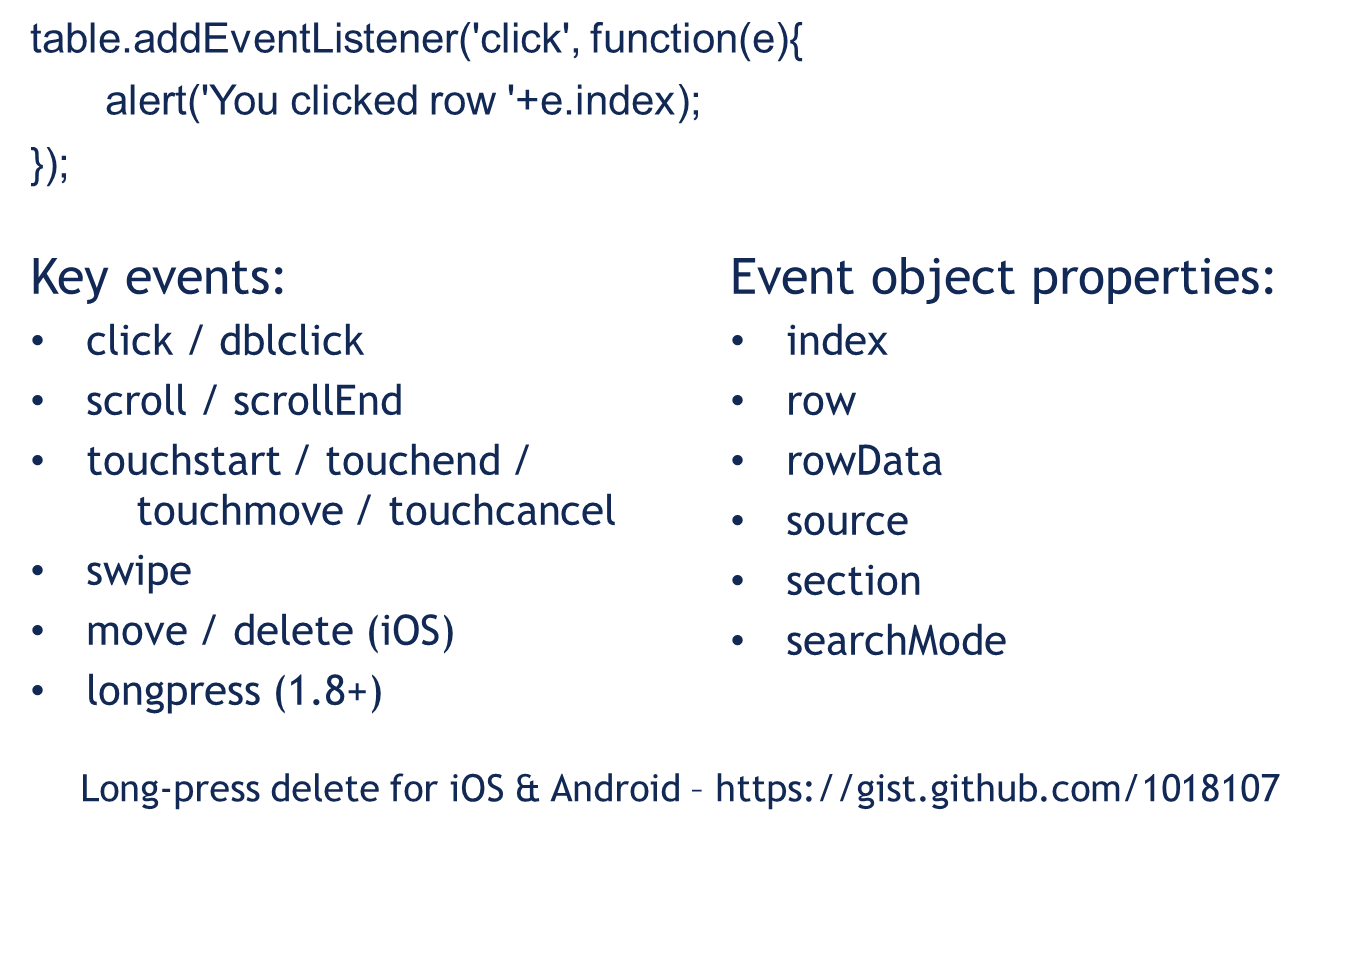 table.addEventListener('click', function(e){
alert('You clicked row '+e.index);
});
Key events:
• click / dblclick
• scroll / scrollEnd
• touchstart / touchend /
touchmove / touchcancel
• swipe
• move / delete (iOS)
• longpress (1.8+)
Event object properties:
• index
• row
• rowData
• source
• section
• searchMode
Long-press delete for iOS & Android – https://gist.github.com/1018107